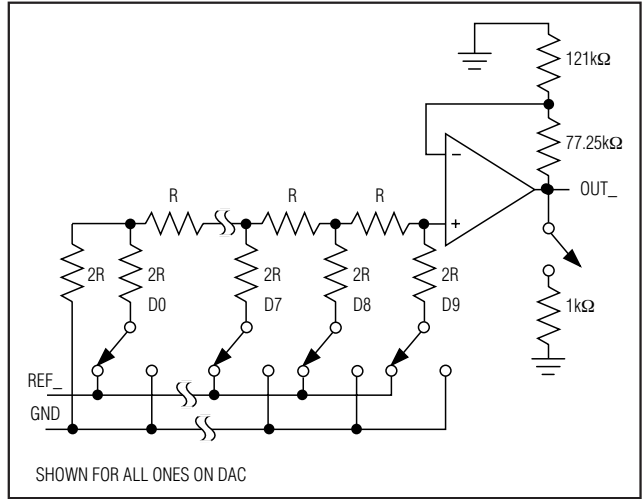 121kΩ
77.25kΩ
−
OUT_
R
R
R
+
2R
2R
2R
2R
2R
D0
D7
D8
D9
1kΩ
REF_
GND
SHOWN FOR ALL ONES ON DAC